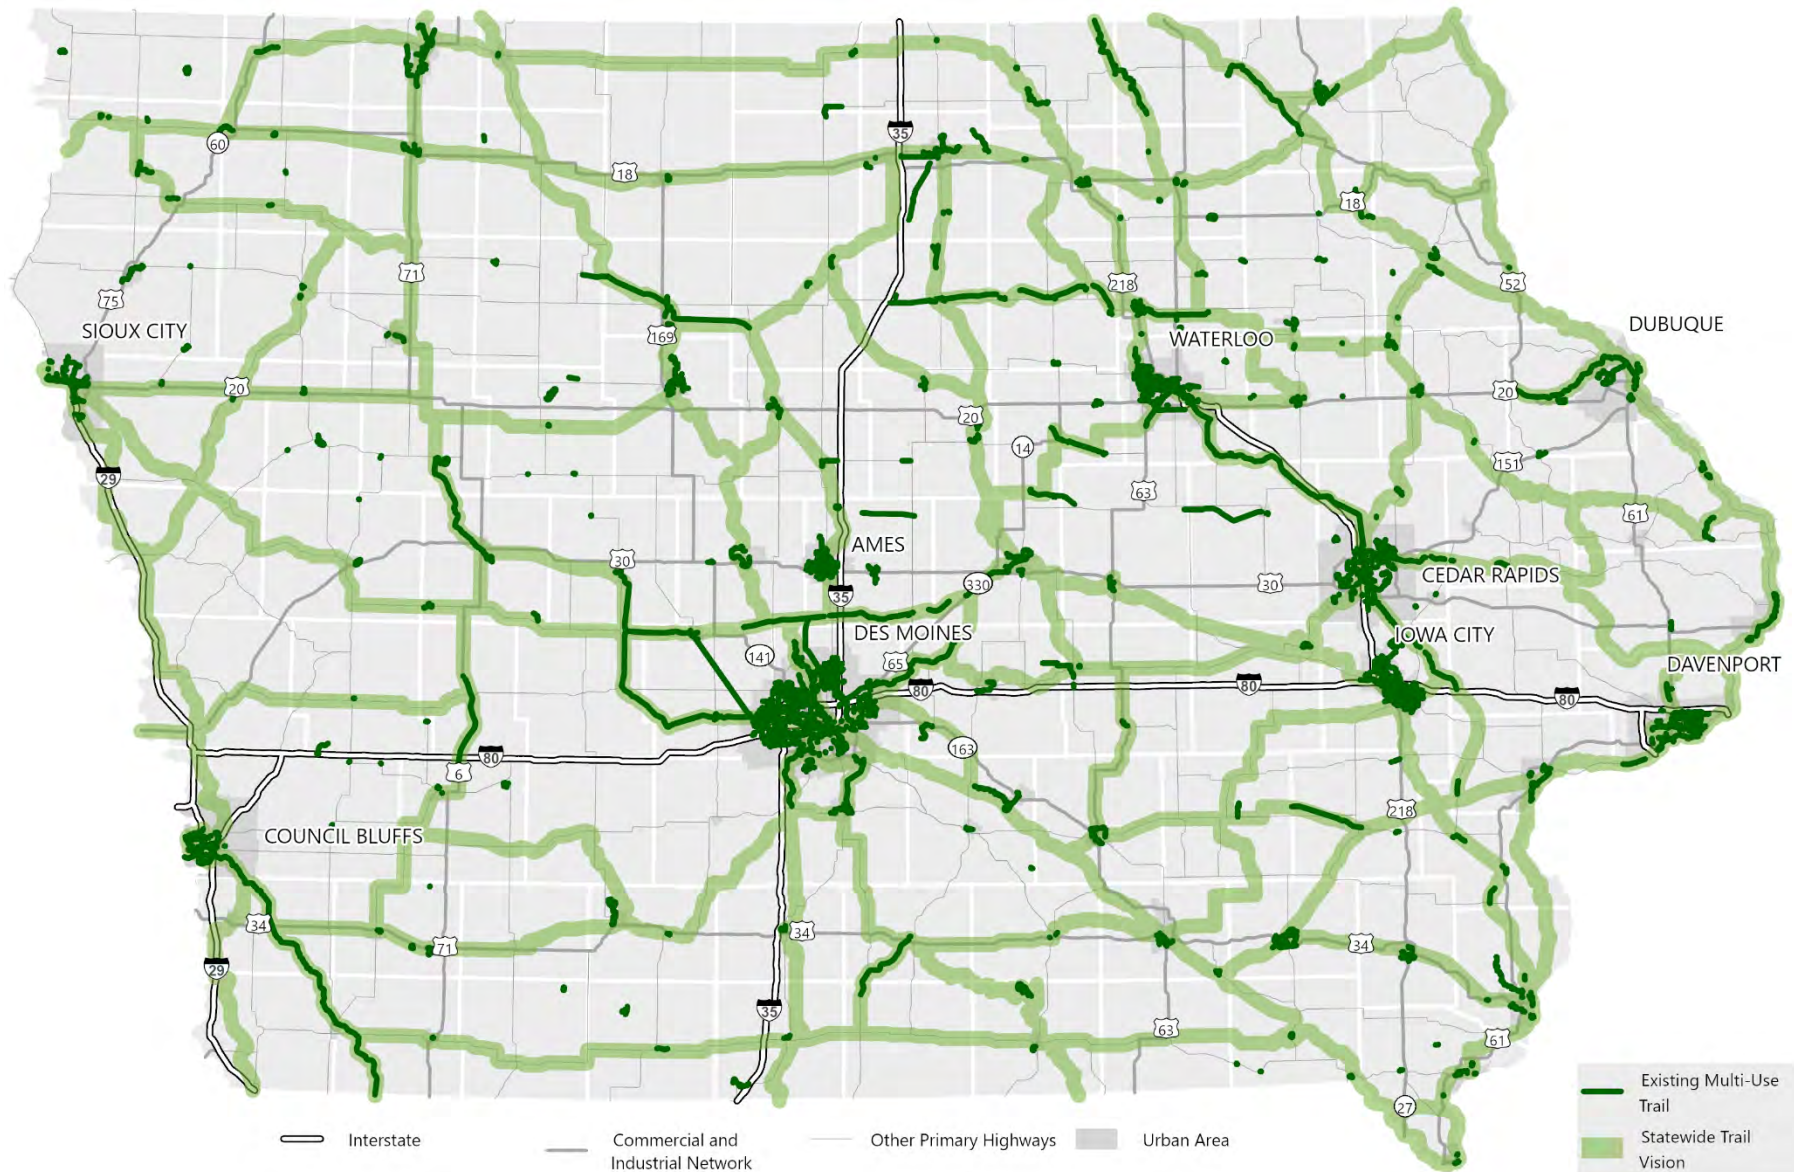 35
60
18
18
71
75
218
52
SIOUX CITY
169
WATERLOO
DUBUQUE
20
20
20
14
29
63
151
61
AMES
30
330
30
35
CEDAR RAPIDS
DES MOINES
IOWA CITY
141
65
DAVENPORT
80
80
80
80
163
6
218
COUNCIL BLUFFS
34
34
34
71
29
35
63
61
27
Existing Multi-Use
Trail
Statewide Trail
Vision
Interstate
Commercial and
Industrial Network
Other Primary Highways
Urban Area